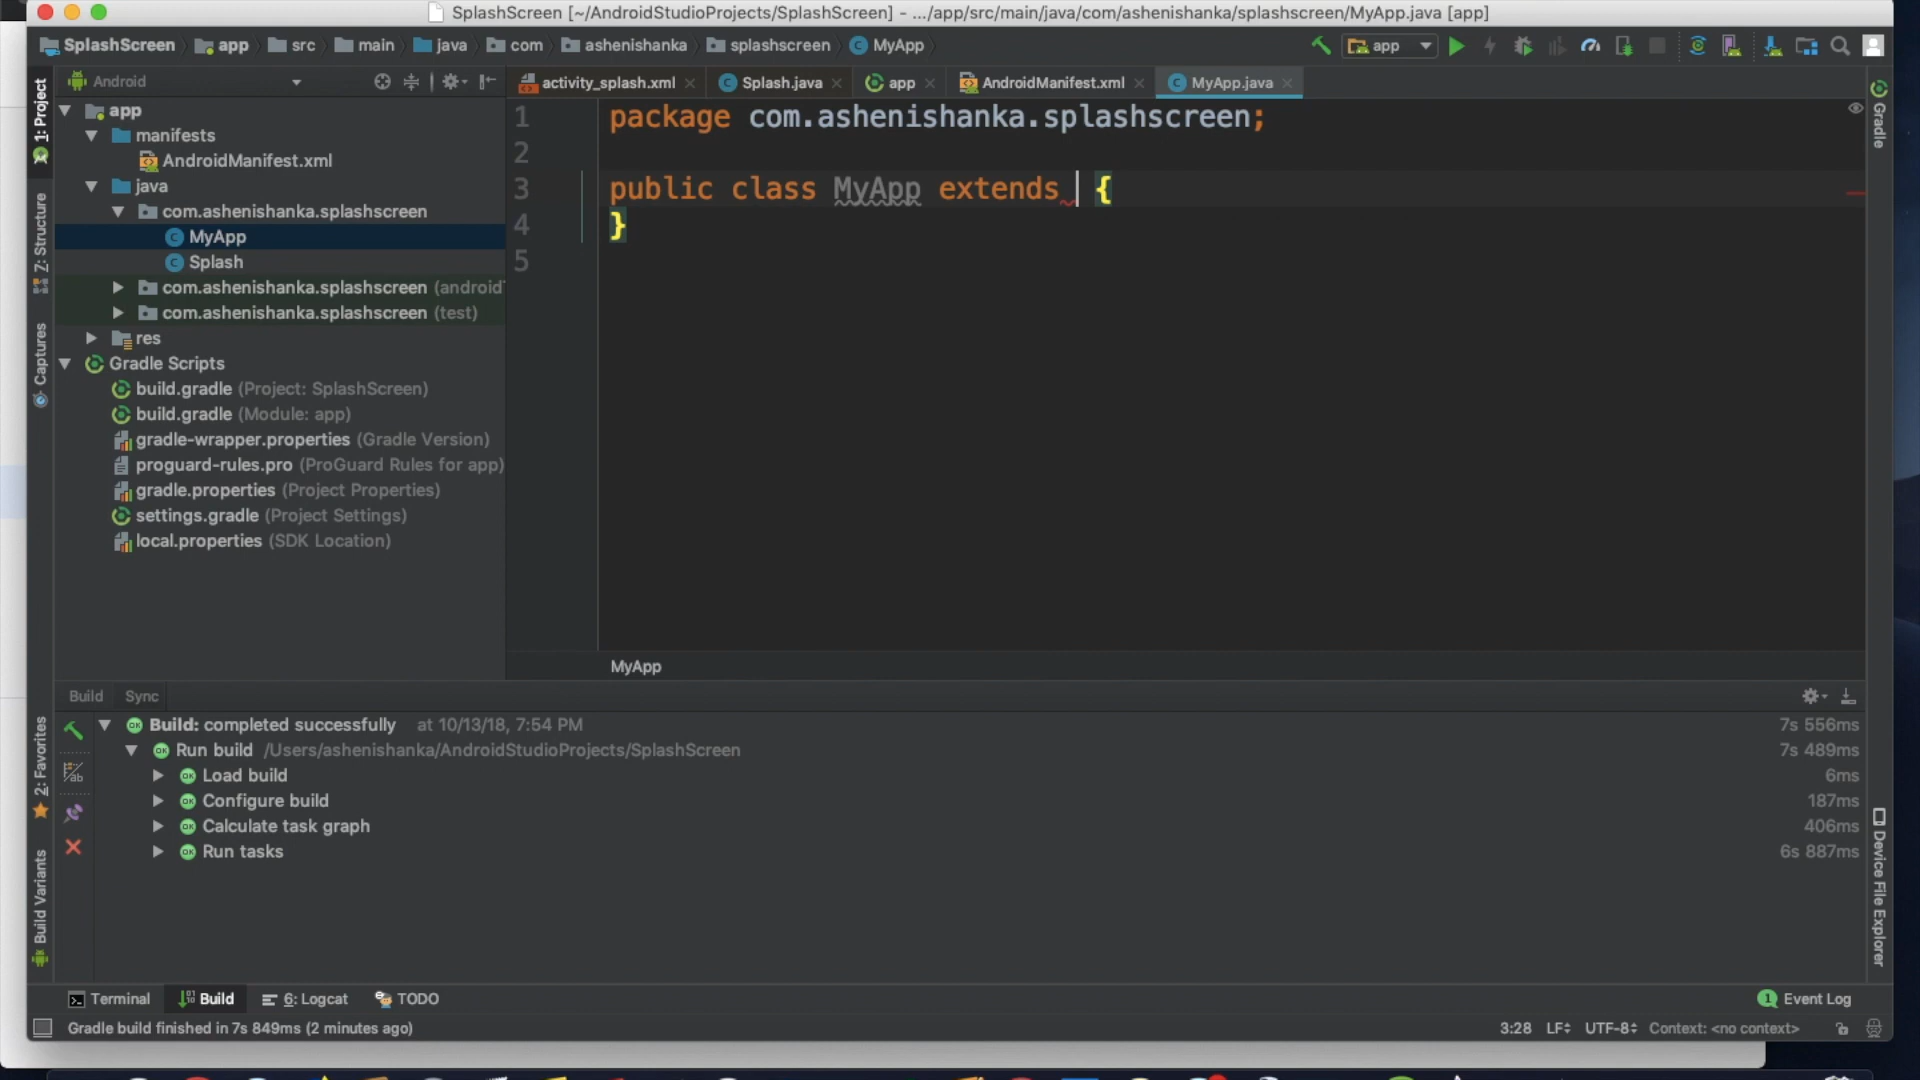 SplashScreen [~/AndroidStudioProjects/SplashScreen] - .../app/src/main/java/com/ashenishanka/splashscreen/MyApp.java [app]
SplashScreen app src main java com ashenishanka splashscreen MyApp app
Android
activity_splash.xml Splash.java app AndroidManifest.xml MyApp.java
1: Project
Z: Structure
Captures
2: Favorites
Build Variants
app
manifests
AndroidManifest.xml
java
com.ashenishanka.splashscreen
MyApp
Splash
com.ashenishanka.splashscreen (android
com.ashenishanka.splashscreen (test)
res
Gradle Scripts
build.gradle (Project: SplashScreen)
build.gradle (Module: app)
gradle-wrapper.properties (Gradle Version)
proguard-rules.pro (ProGuard Rules for app)
gradle.properties (Project Properties)
settings.gradle (Project Settings)
local.properties (SDK Location)
1 package com.ashenishanka.splashscreen;
2
3 public class MyApp extends {
4 }
5
MyApp
Gradle
Device File Explorer
Build Sync
Build: completed successfully at 10/13/18, 7:54 PM 7s 556ms
Run build /Users/ashenishanka/AndroidStudioProjects/SplashScreen 7s 489ms
Load build 6ms
Configure build 187ms
Calculate task graph 406ms
Run tasks 6s 887ms
Terminal Build 6: Logcat TODO 1 Event Log
Gradle build finished in 7s 849ms (2 minutes ago) 3:28 LF UTF-8 Context: <no context>